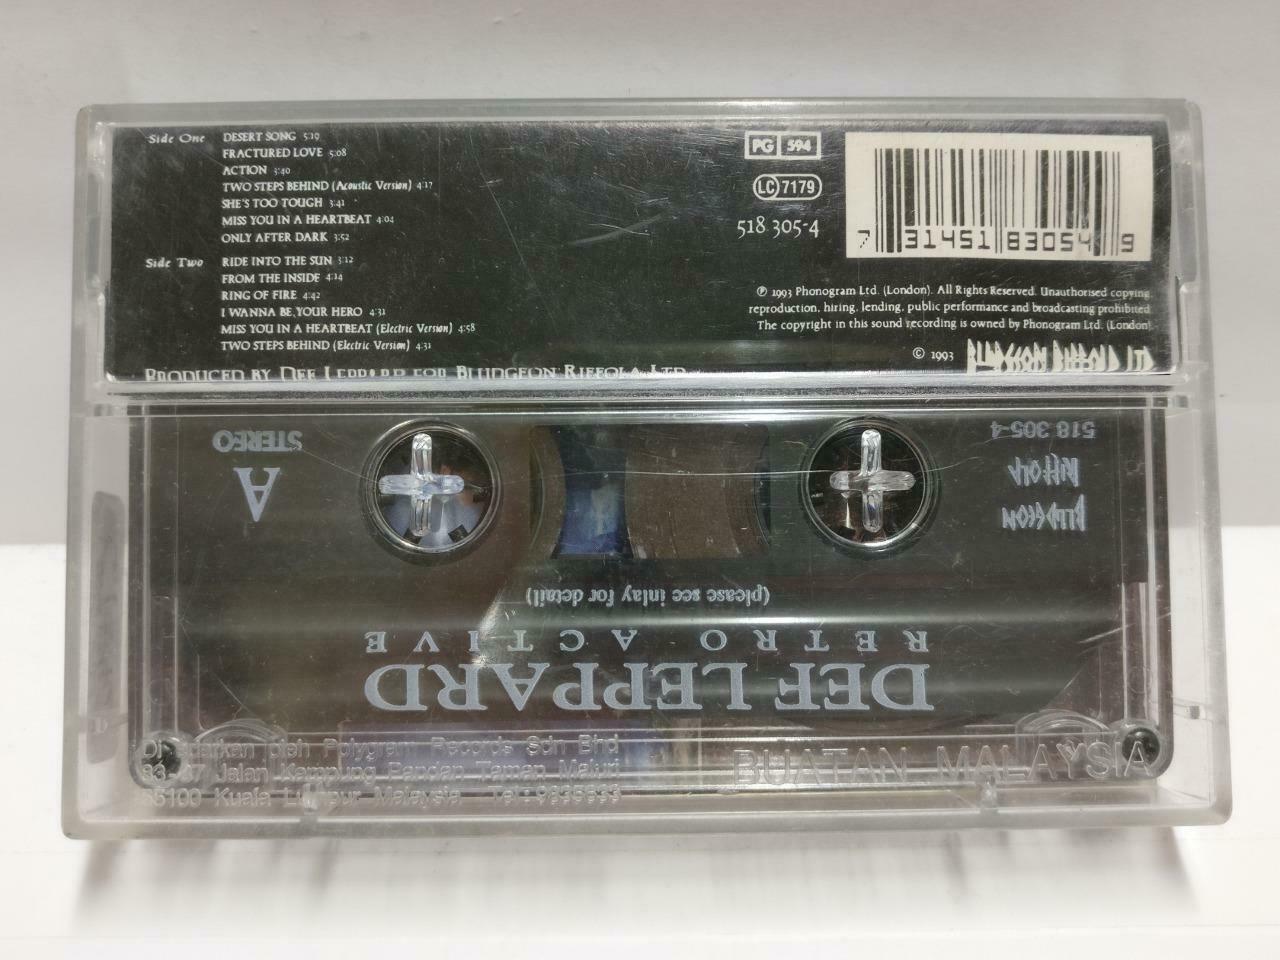 Side One DESERT SONG 5:19
FRACTURED LOVE 5:08
ACTION 3:40
TWO STEPS BEHIND (Acoustic Version) 4:17
SHE'S TOO TOUGH 3:41
MISS YOU IN A HEARTBEAT 4:04
ONLY AFTER DARK 3:52
Side Two RIDE INTO THE SUN 3:12
FROM THE INSIDE 4:14
RING OF FIRE 4:42
I WANNA BE YOUR HERO 4:31
MISS YOU IN A HEARTBEAT (Electric Version) 4:58
TWO STEPS BEHIND (Electric Version) 4:31
PRODUCED BY DEF LEPPARD FOR BLUDGEON RIFFOLA LTD
PG 594
LC 7179
518 305-4
7 31451 83054 9
℗ 1993 Phonogram Ltd. (London). All Rights Reserved. Unauthorised copying,
reproduction, hiring, lending, public performance and broadcasting prohibited.
The copyright in this sound recording is owned by Phonogram Ltd. (London)
© 1993 BLUDGEON RIFFOLA LTD
DEF LEPPARD
RETRO ACTIVE
(please see inlay for detail)
BLUDGEON
RIFFOLA
518 305-4
A
STEREO
Di edarkan oleh Polygram Records Sdn Bhd
33-37 Jalan Kampung Pandan Taman Maluri
55100 Kuala Lumpur Malaysia Tel:
BUATAN MALAYSIA